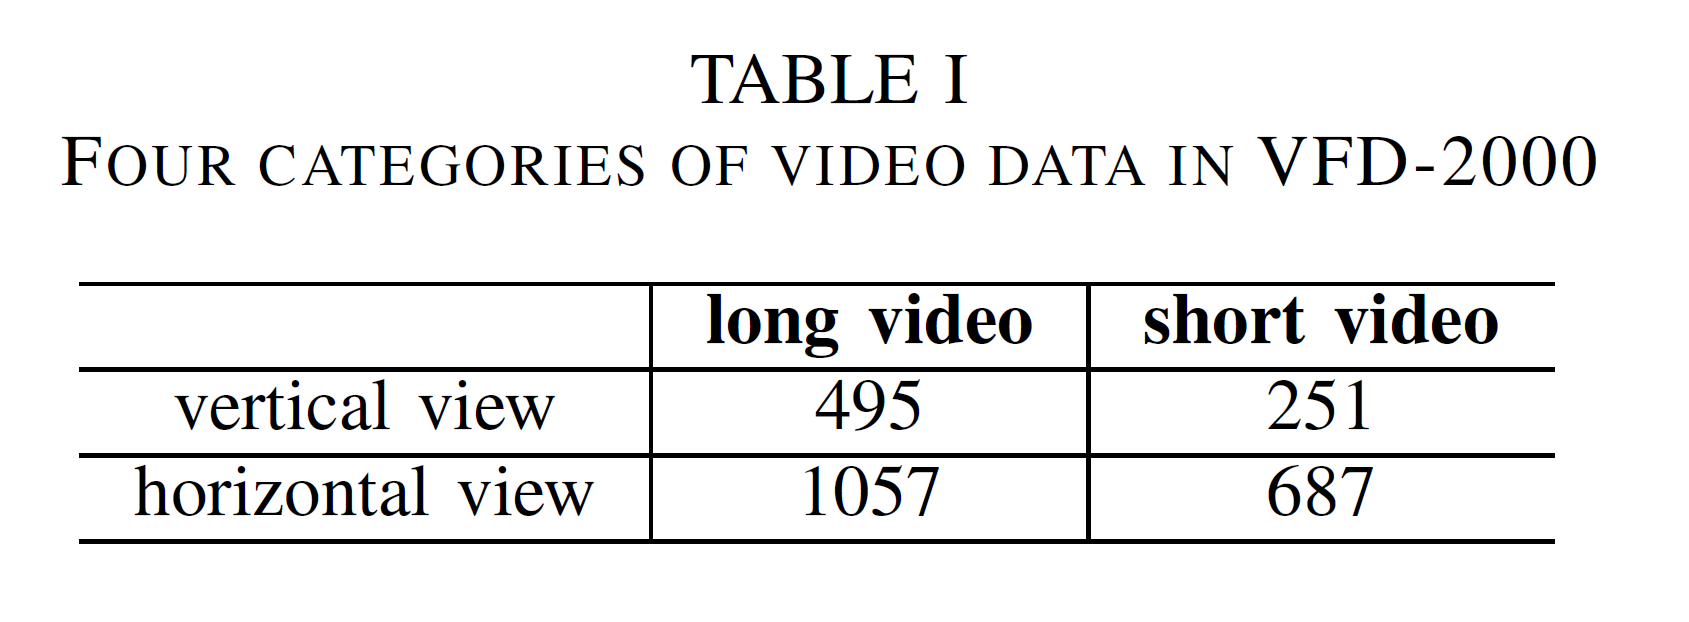 TABLE I
FOUR CATEGORIES OF VIDEO DATA IN VFD-2000
long video short video
vertical view 495 251
horizontal view 1057 687